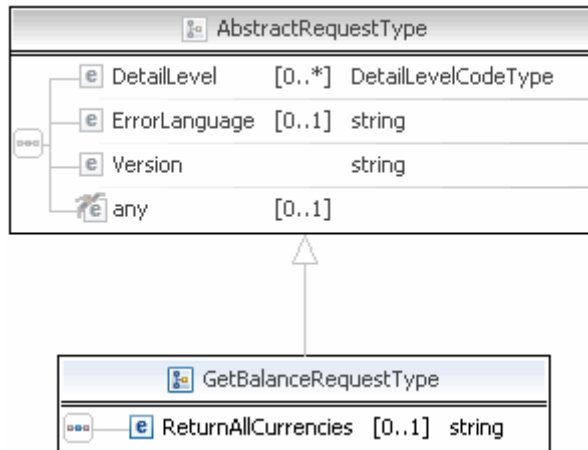 AbstractRequestType
e DetailLevel [0..*] DetailLevelCodeType
e ErrorLanguage [0..1] string
e Version string
e any [0..1]
GetBalanceRequestType
e ReturnAllCurrencies [0..1] string